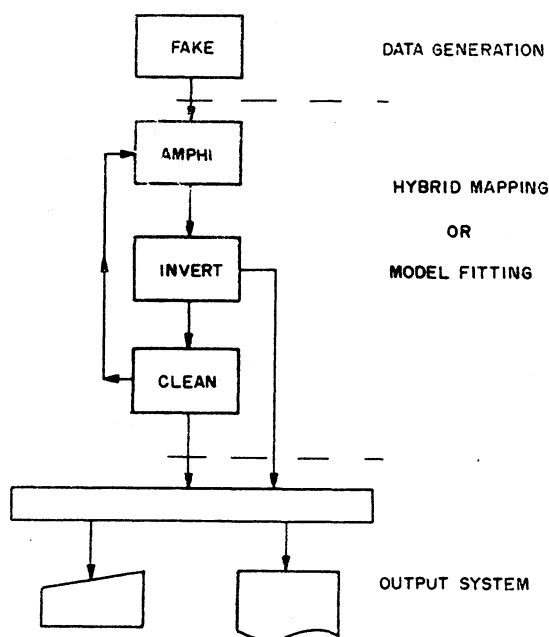 FAKE
DATA GENERATION
AMPHI
HYBRID MAPPING
OR
MODEL FITTING
INVERT
CLEAN
OUTPUT SYSTEM